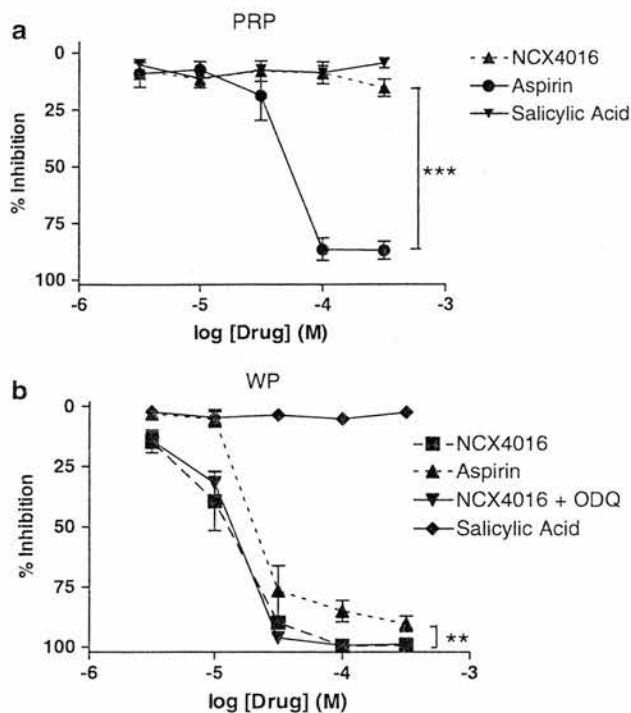 a
PRP
0
25
50
75
100
% Inhibition
-6
-5
-4
-3
log [Drug] (M)
***
NCX4016
Aspirin
Salicylic Acid
b
WP
0
25
50
75
100
% Inhibition
-6
-5
-4
-3
log [Drug] (M)
**
NCX4016
Aspirin
NCX4016 + ODQ
Salicylic Acid